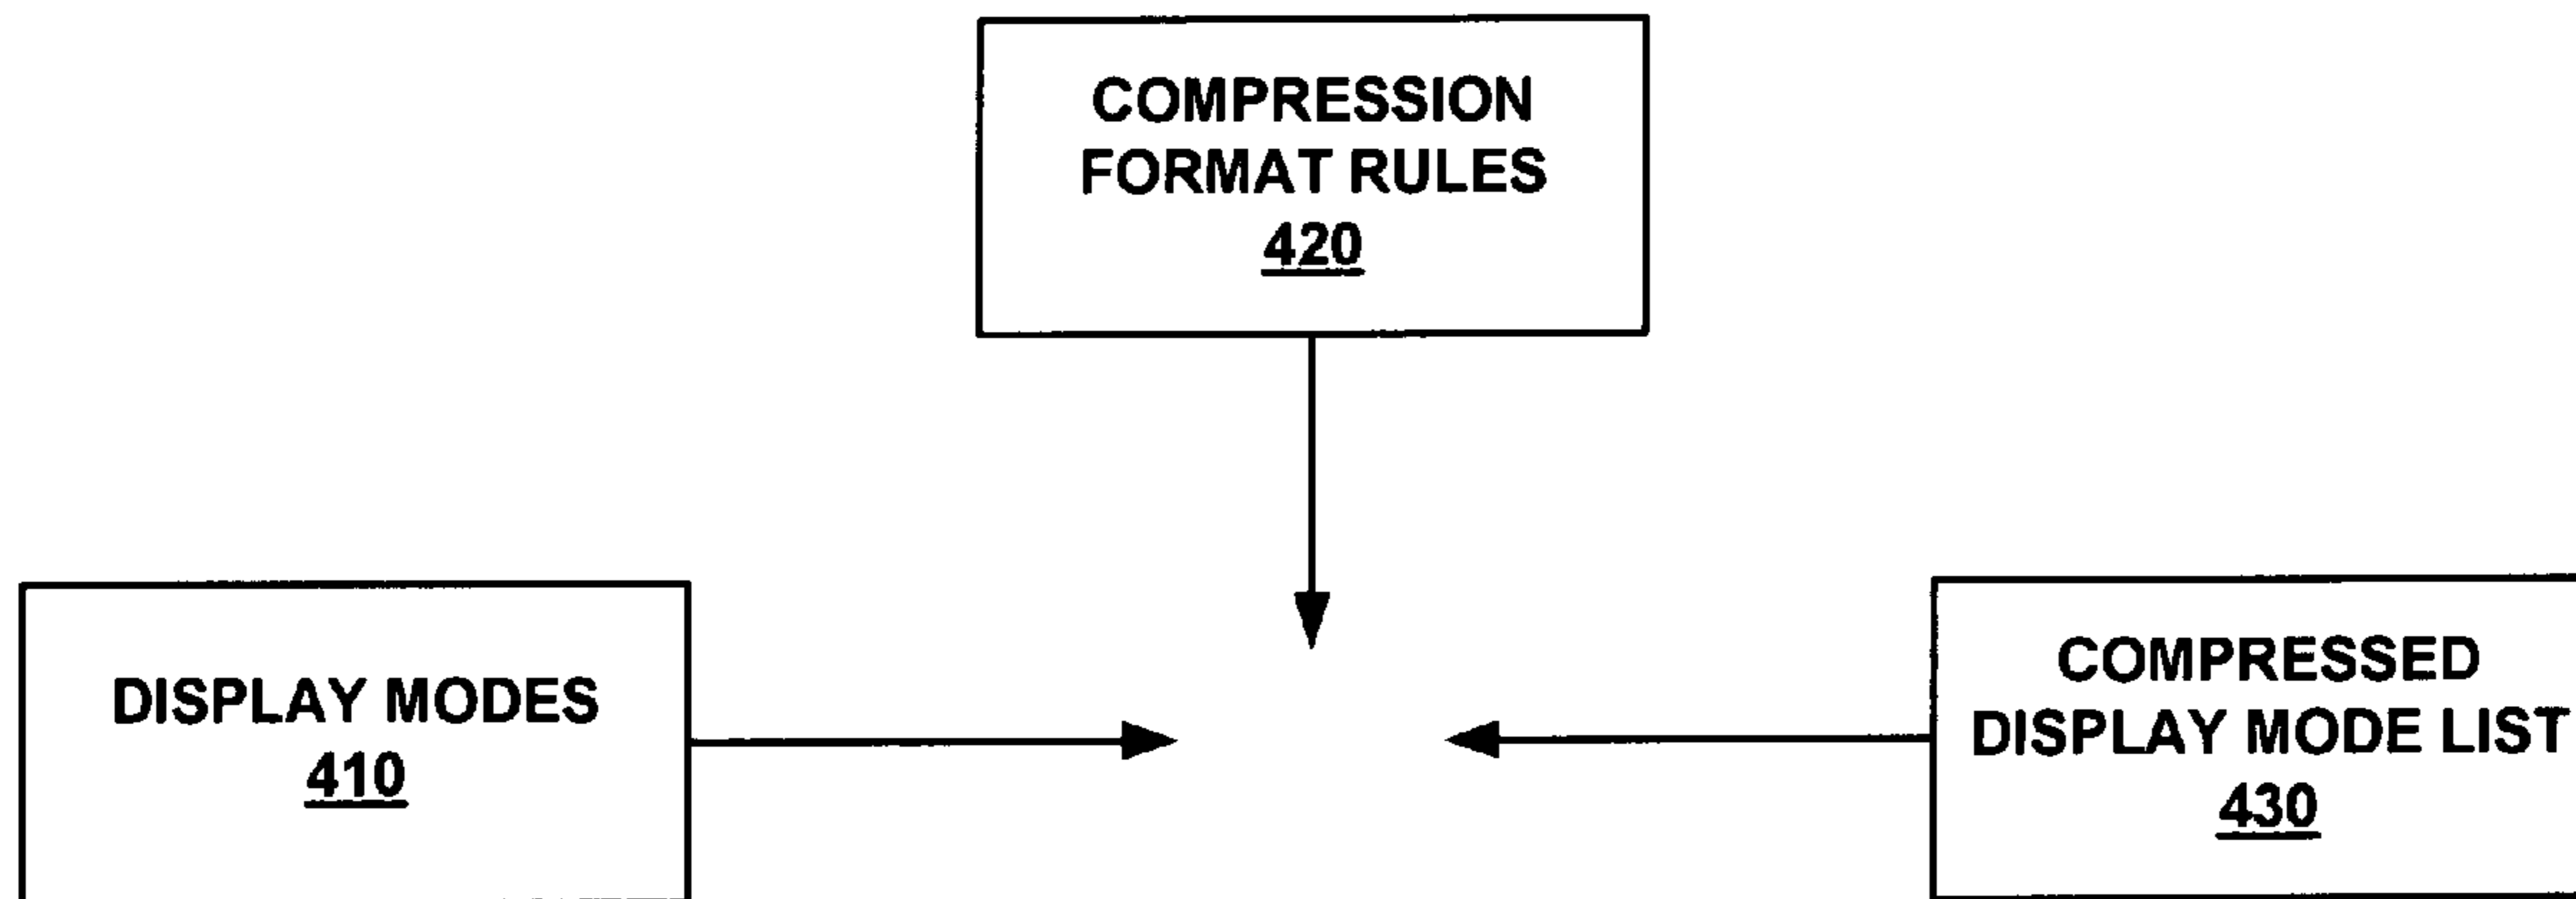 COMPRESSION
FORMAT RULES
420
DISPLAY MODES
410
COMPRESSED
DISPLAY MODE LIST
430